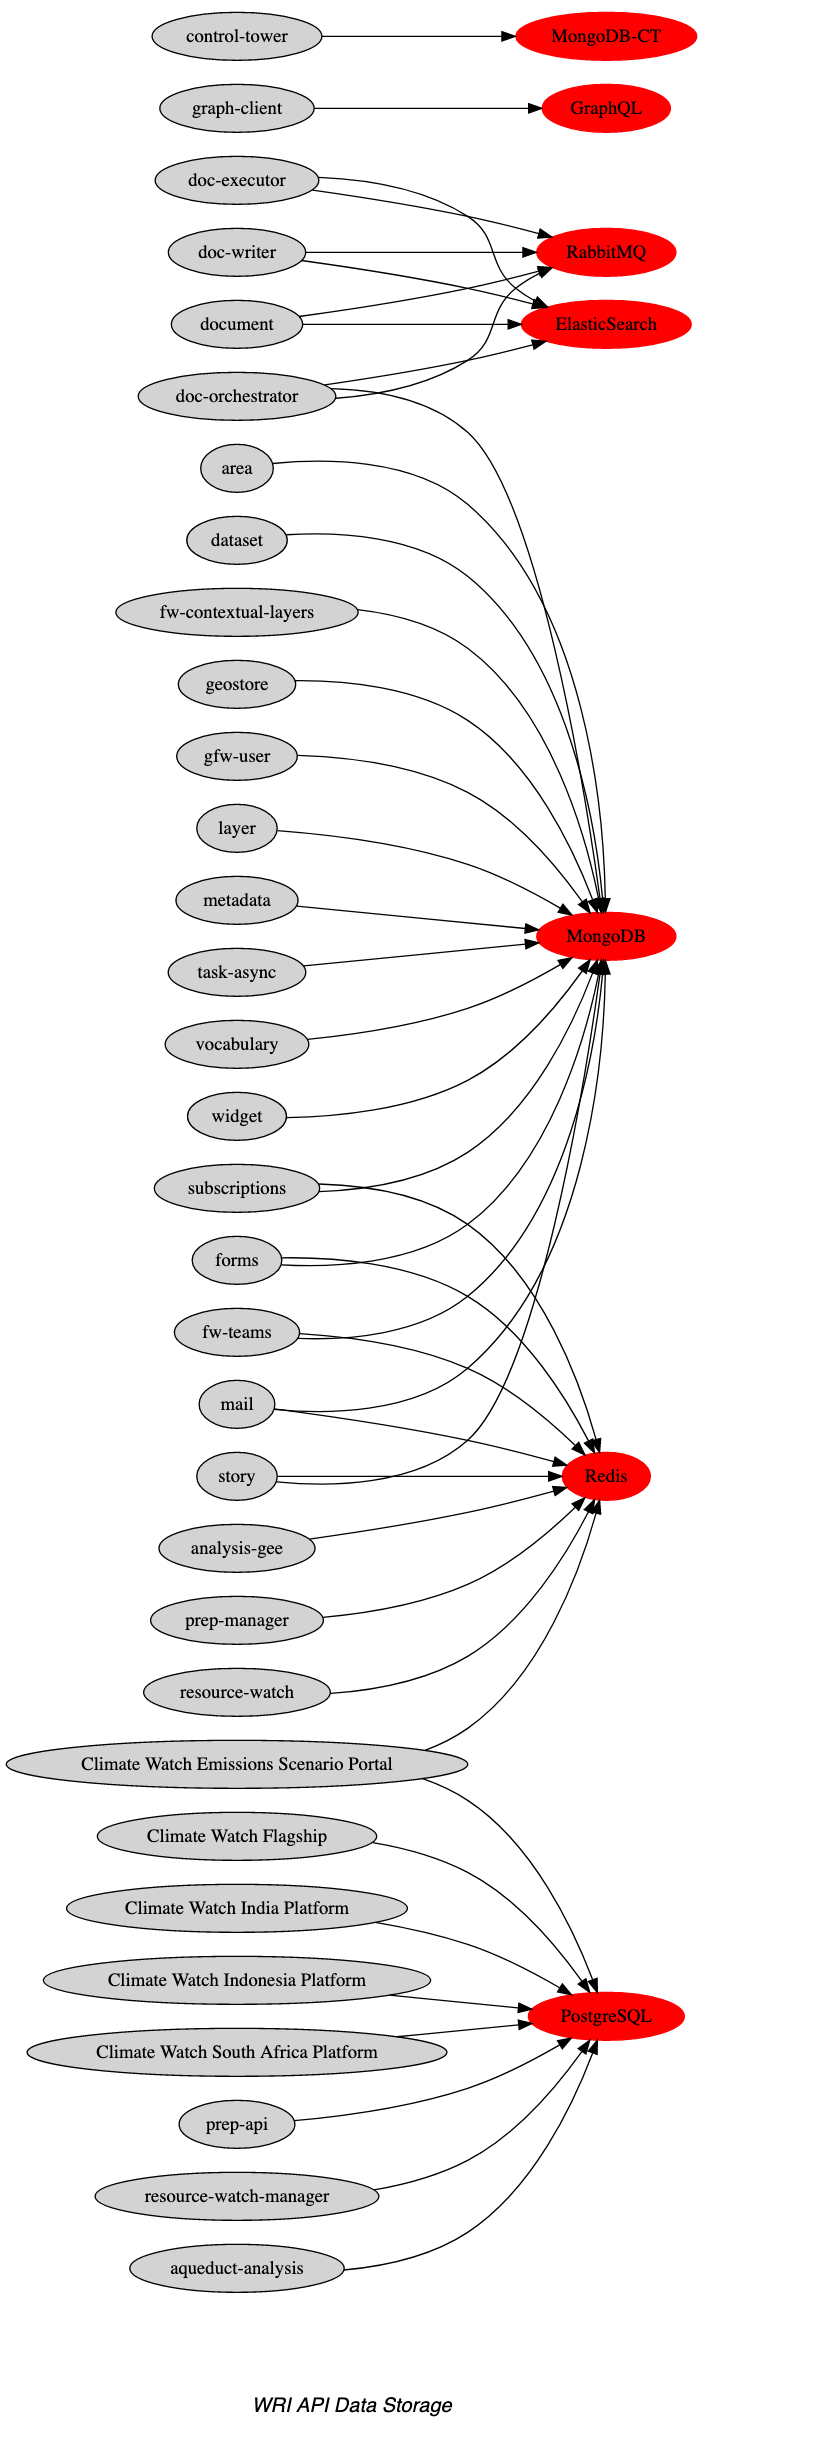 control-tower
MongoDB-CT
graph-client
GraphQL
doc-executor
doc-writer
RabbitMQ
document
ElasticSearch
doc-orchestrator
area
dataset
fw-contextual-layers
geostore
gfw-user
layer
metadata
MongoDB
task-async
vocabulary
widget
subscriptions
forms
fw-teams
mail
story
Redis
analysis-gee
prep-manager
resource-watch
Climate Watch Emissions Scenario Portal
Climate Watch Flagship
Climate Watch India Platform
Climate Watch Indonesia Platform
PostgreSQL
Climate Watch South Africa Platform
prep-api
resource-watch-manager
aqueduct-analysis
WRI API Data Storage